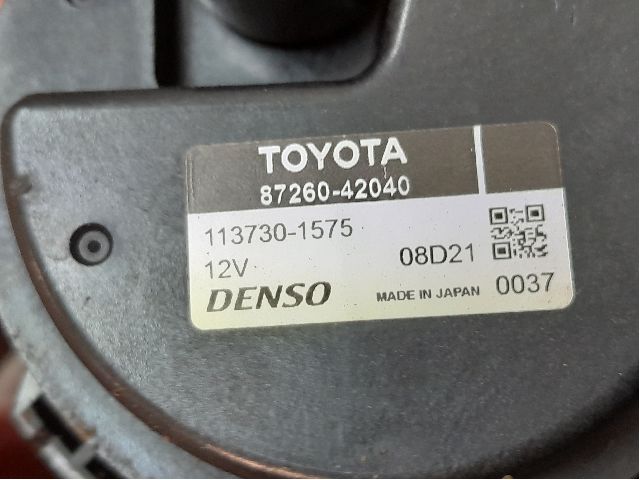 TOYOTA
87260-42040
113730-1575
12V 08D21
DENSO MADE IN JAPAN 0037